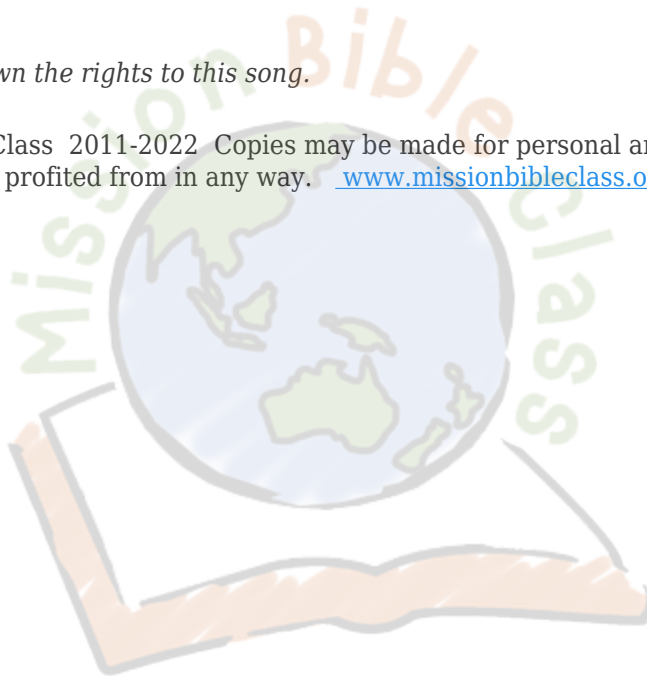 wn the rights to this song.
Class 2011-2022 Copies may be made for personal an
profited from in any way. www.missionbibleclass.o
Mission Bible Class